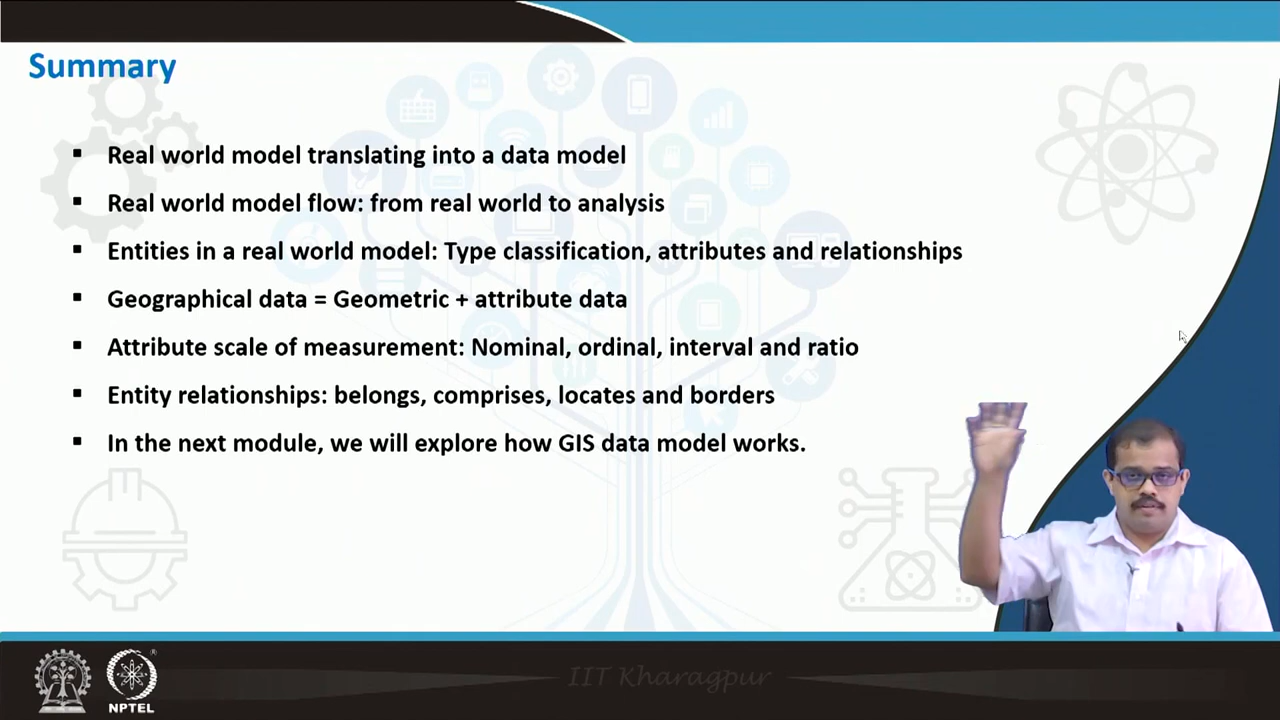 Summary
Real world model translating into a data model
Real world model flow: from real world to analysis
Entities in a real world model: Type classification, attributes and relationships
Geographical data = Geometric + attribute data
Attribute scale of measurement: Nominal, ordinal, interval and ratio
Entity relationships: belongs, comprises, locates and borders
In the next module, we will explore how GIS data model works.
IIT Kharagpur
NPTEL